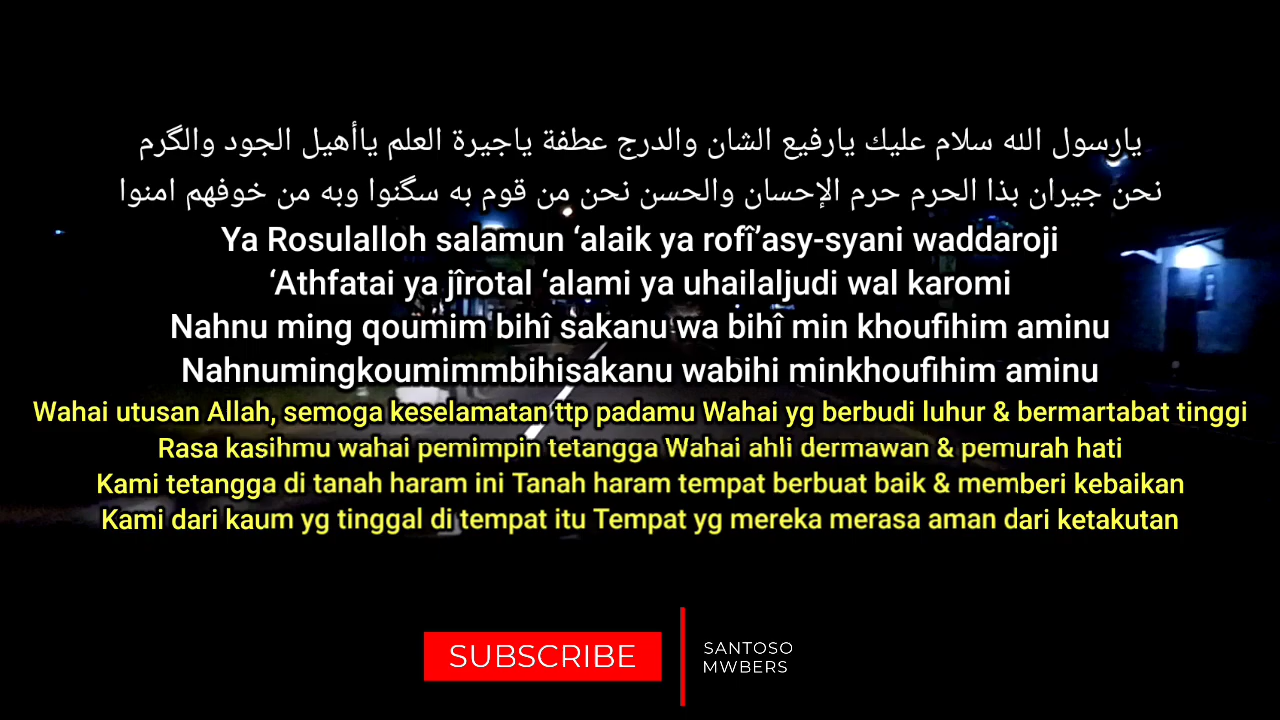 يارسول الله سلام عليك يارفيع الشان والدرج عطفة ياجيرة العلم ياأهيل الجود والگرم
نحن جيران بذا الحرم حرم الإحسان والحسن نحن من قوم به سگنوا وبه من خوفهم امنوا
Ya Rosulalloh salamun ‘alaik ya rofî’asy-syani waddaroji
‘Athfatai ya jîrotal ‘alami ya uhailaljudi wal karomi
Nahnu ming qoumim bihî sakanu wa bihî min khoufihim aminu
Nahnumingkoumimmbihisakanu wabihi minkhoufihim aminu
Wahai utusan Allah, semoga keselamatan ttp padamu Wahai yg berbudi luhur & bermartabat tinggi
Rasa kasihmu wahai pemimpin tetangga Wahai ahli dermawan & pemurah hati
Kami tetangga di tanah haram ini Tanah haram tempat berbuat baik & memberi kebaikan
Kami dari kaum yg tinggal di tempat itu Tempat yg mereka merasa aman dari ketakutan
SUBSCRIBE
SANTOSO
MWBERS